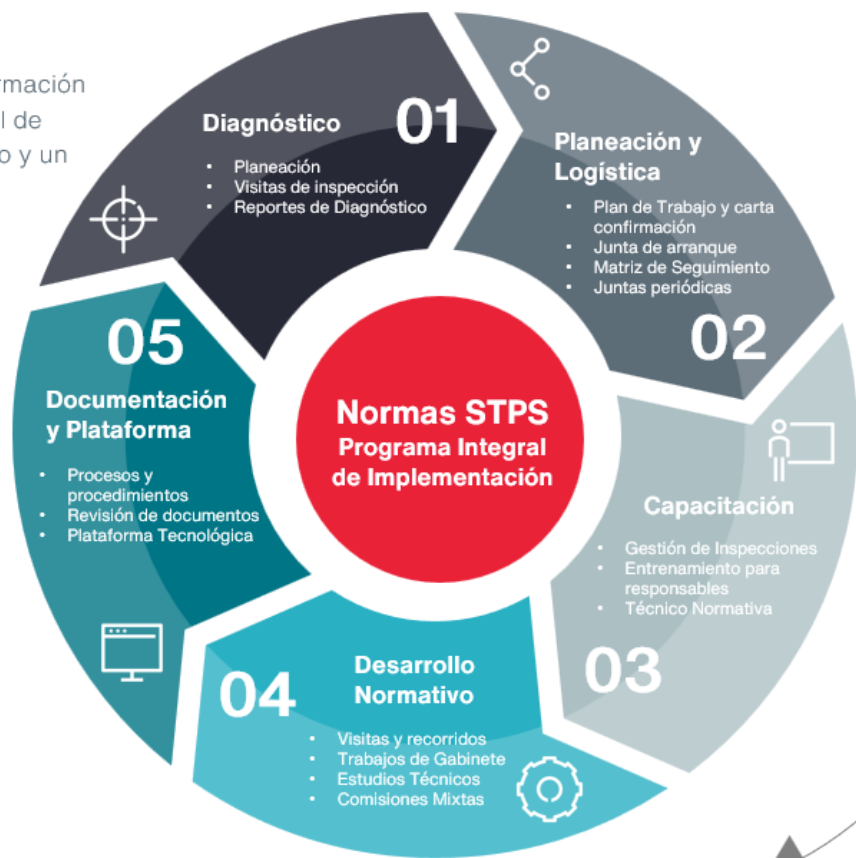 rmación
l de
o y un
Diagnóstico
01
• Planeación
• Visitas de inspección
• Reportes de Diagnóstico
Planeación y
Logística
• Plan de Trabajo y carta
confirmación
• Junta de arranque
• Matriz de Seguimiento
• Juntas periódicas
02
Capacitación
• Gestión de Inspecciones
• Entrenamiento para
responsables
• Técnico Normativa
03
Desarrollo
Normativo
04
• Visitas y recorridos
• Trabajos de Gabinete
• Estudios Técnicos
• Comisiones Mixtas
05
Documentación
y Plataforma
• Procesos y
procedimientos
• Revisión de documentos
• Plataforma Tecnológica
Normas STPS
Programa Integral
de Implementación